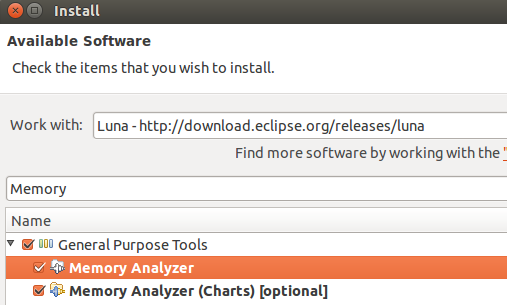 Install
Available Software
Check the items that you wish to install.
Work with: Luna - http://download.eclipse.org/releases/luna
Find more software by working with the "
Memory
Name
General Purpose Tools
Memory Analyzer
Memory Analyzer (Charts) [optional]